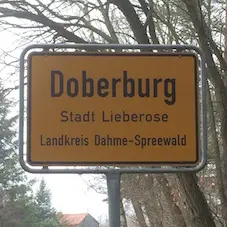 Doberburg
Stadt Lieberose
Landkreis Dahme-Spreewald